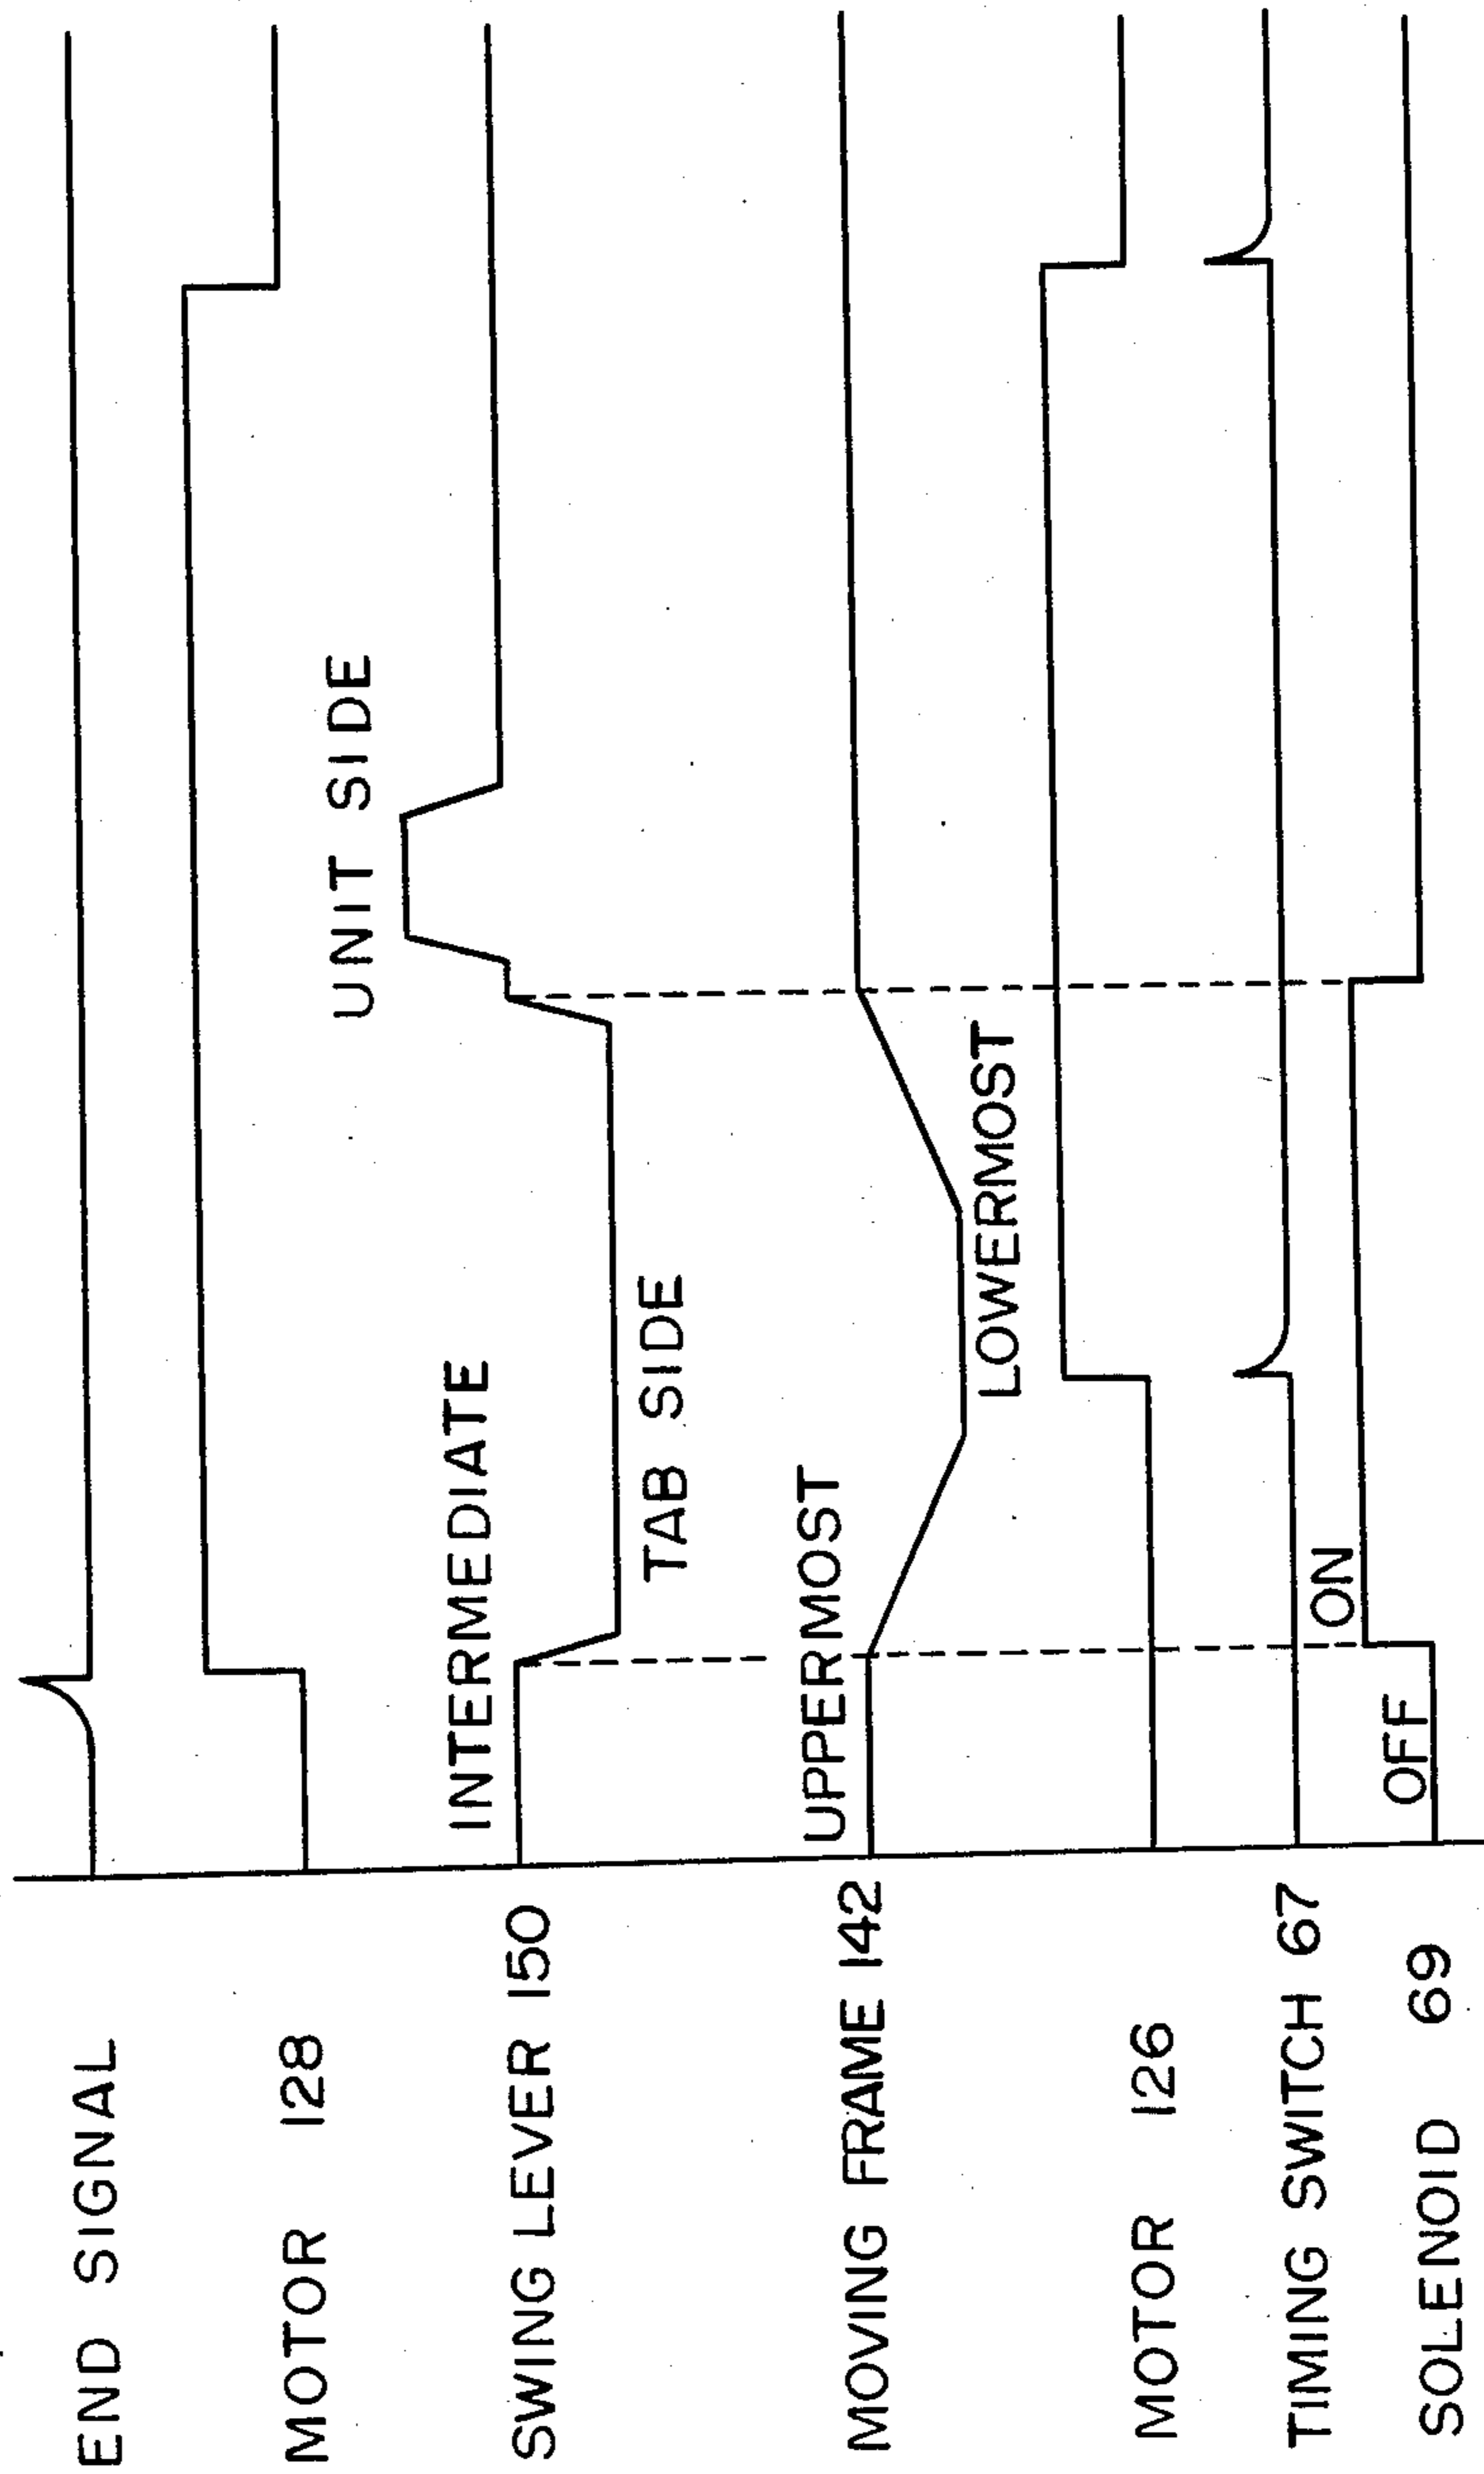 END SIGNAL
MOTOR 128
UNIT SIDE
INTERMEDIATE
SWING LEVER 150
TAB SIDE
UPPERMOST
MOVING FRAME 142
LOWERMOST
MOTOR 126
TIMING SWITCH 67
ON
OFF
SOLENOID 69